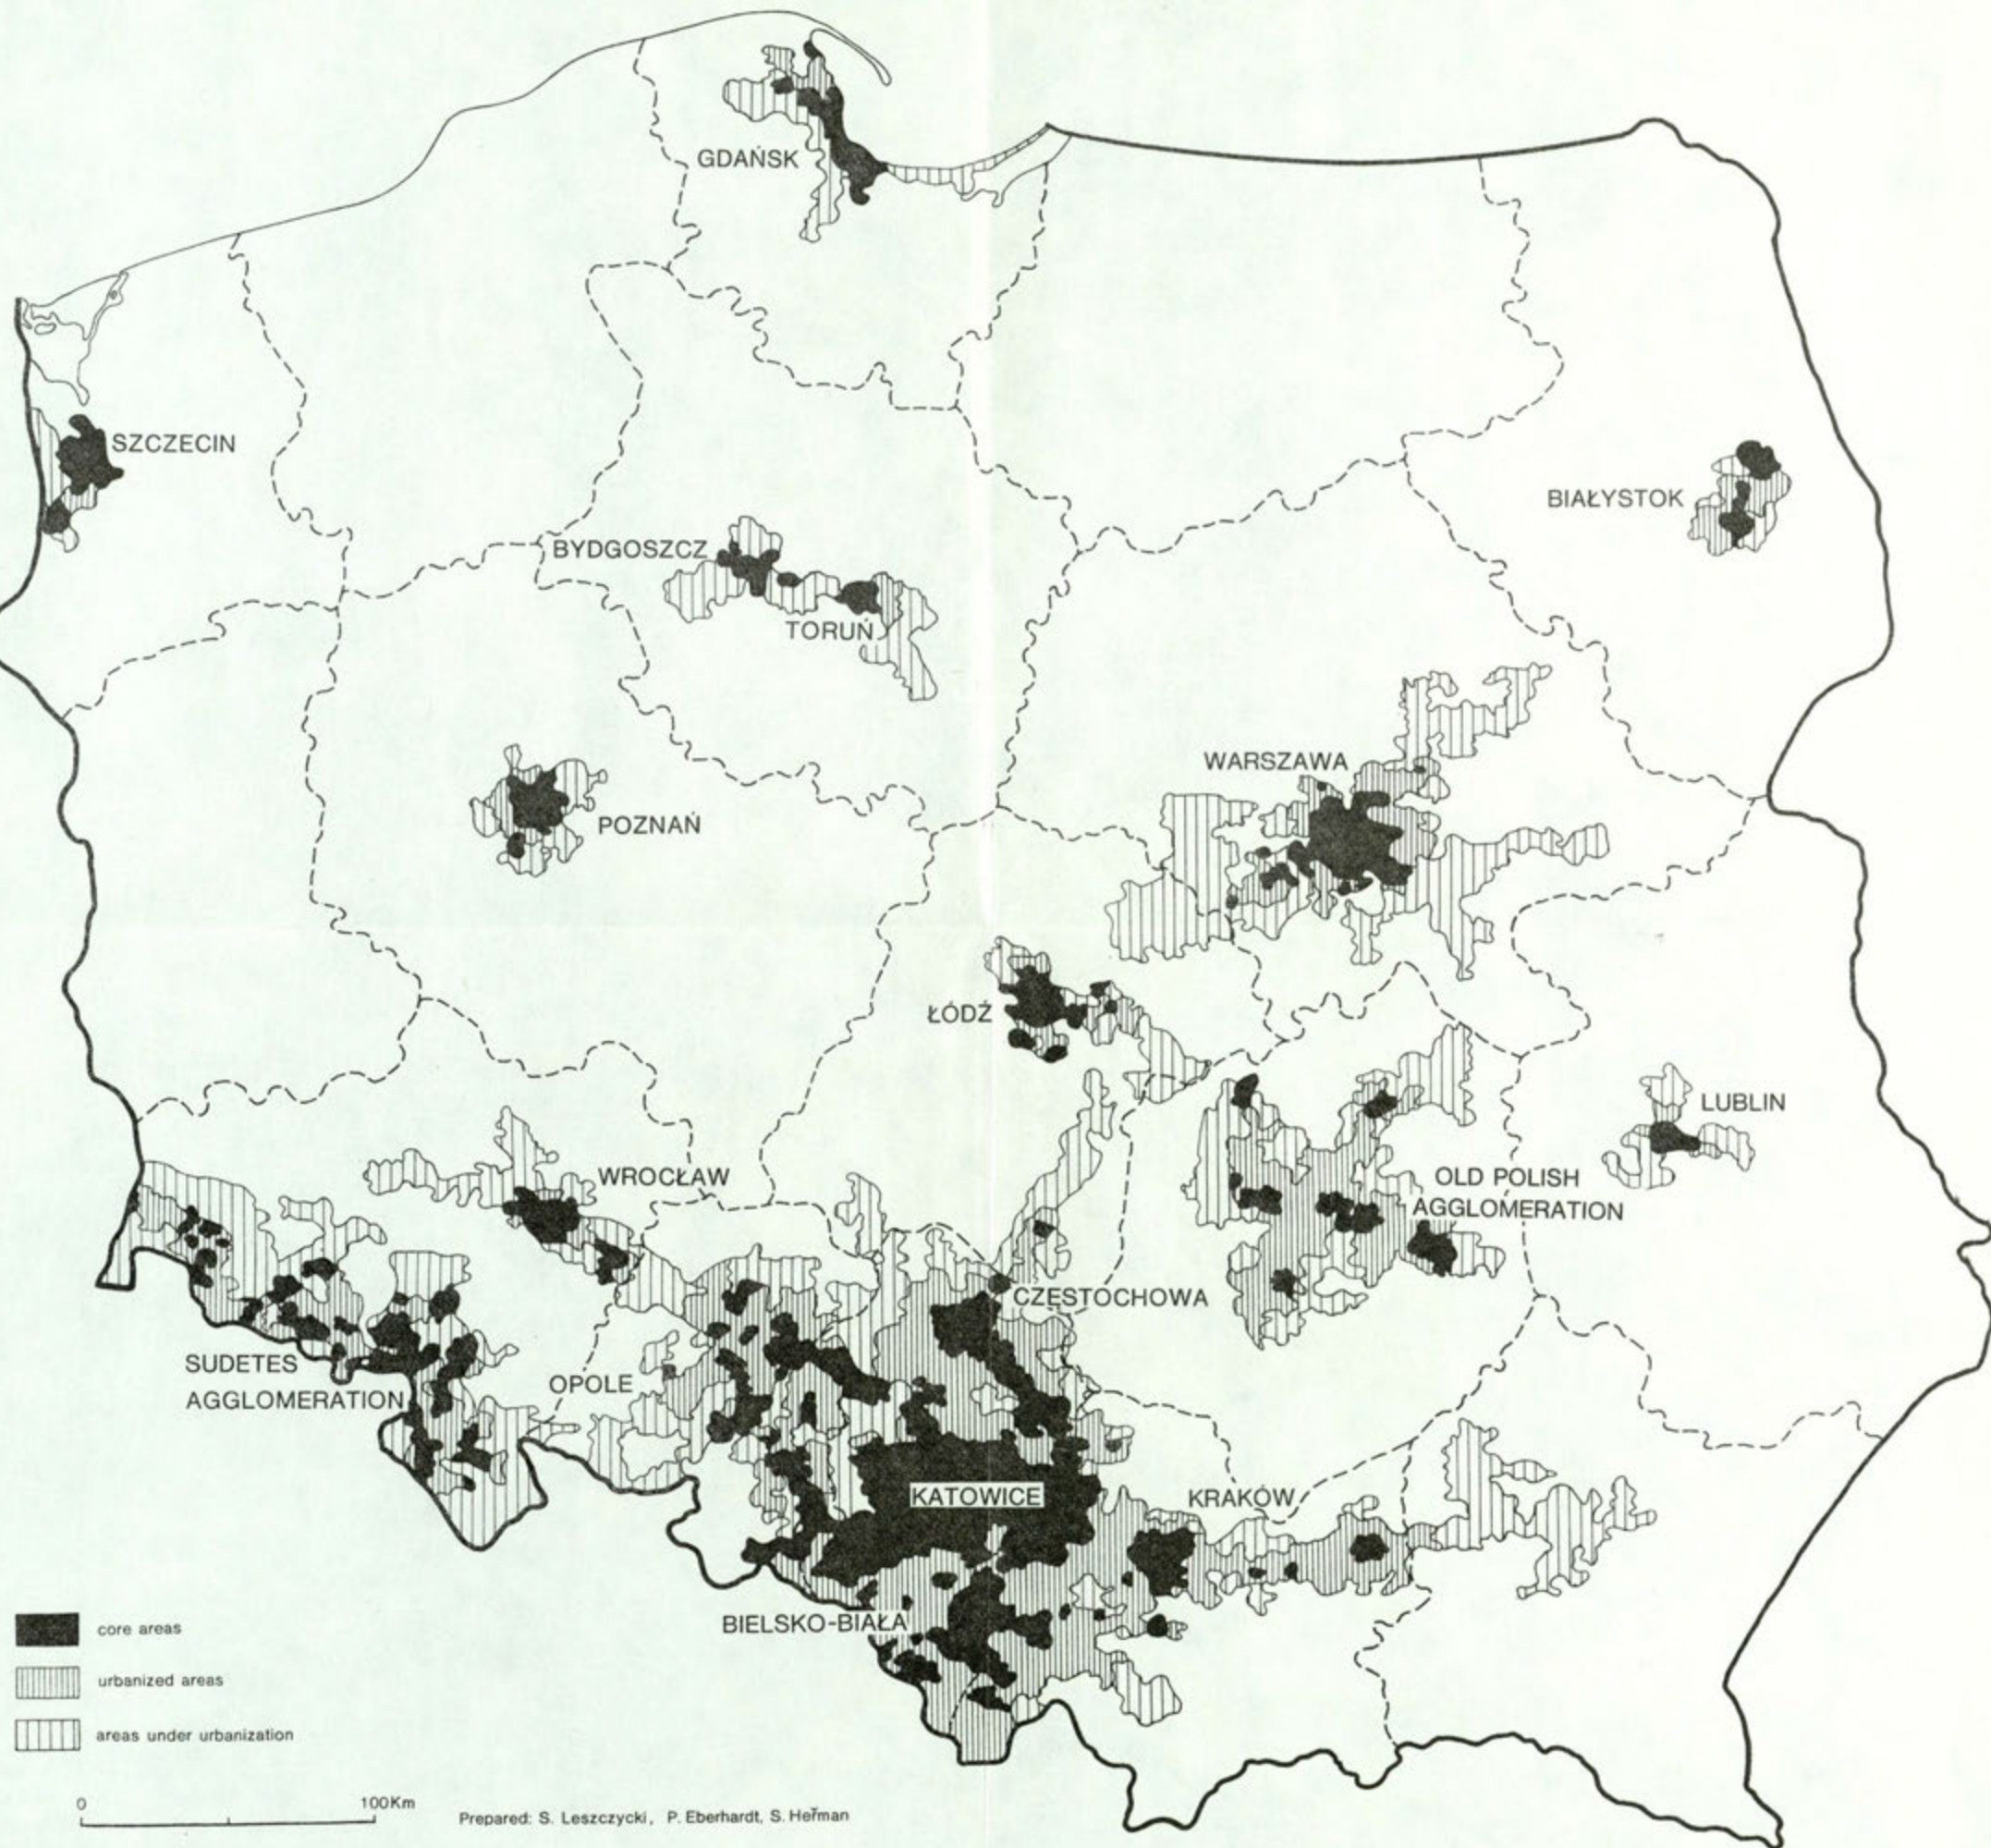 GDAŃSK
SZCZECIN
BIAŁYSTOK
BYDGOSZCZ
TORUŃ
WARSZAWA
POZNAŃ
ŁÓDŹ
LUBLIN
WROCŁAW
OLD POLISH
AGGLOMERATION
CZĘSTOCHOWA
SUDETES
AGGLOMERATION
OPOLE
KATOWICE
KRAKÓW
BIELSKO-BIAŁA
core areas
urbanized areas
areas under urbanization
0 100Km
Prepared: S. Leszczycki, P. Eberhardt, S. Heřman